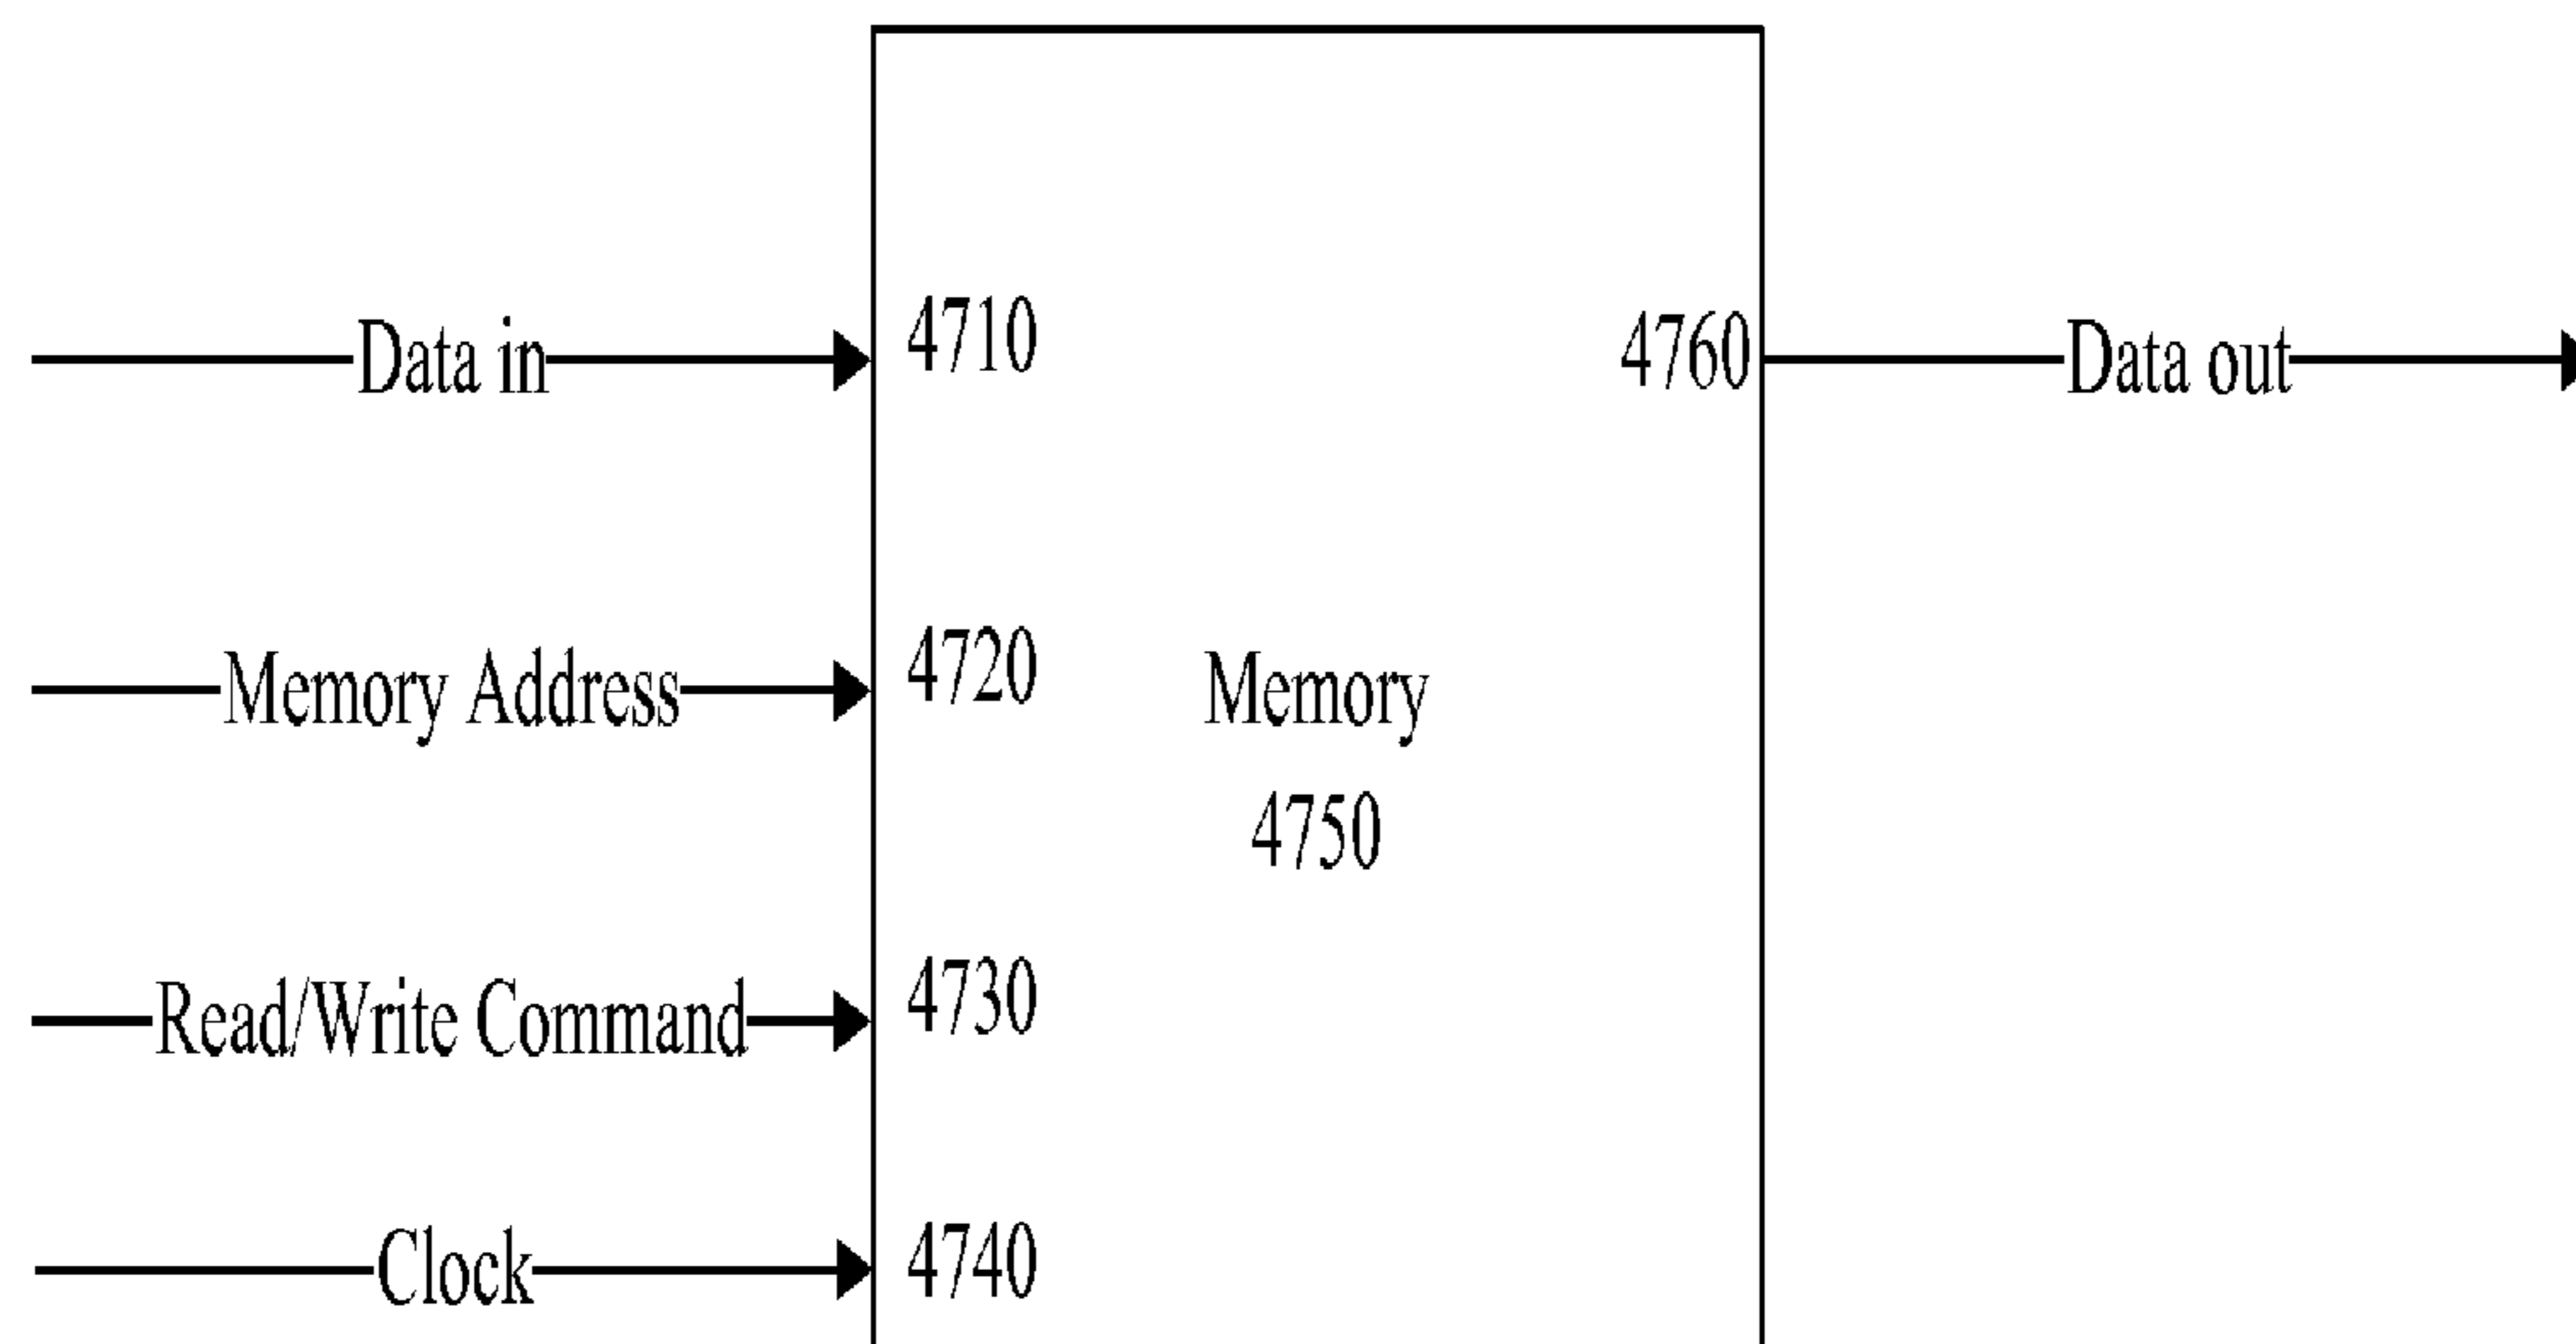 Data in
4710
4760
Data out
Memory Address
4720
Memory
4750
Read/Write Command
4730
Clock
4740